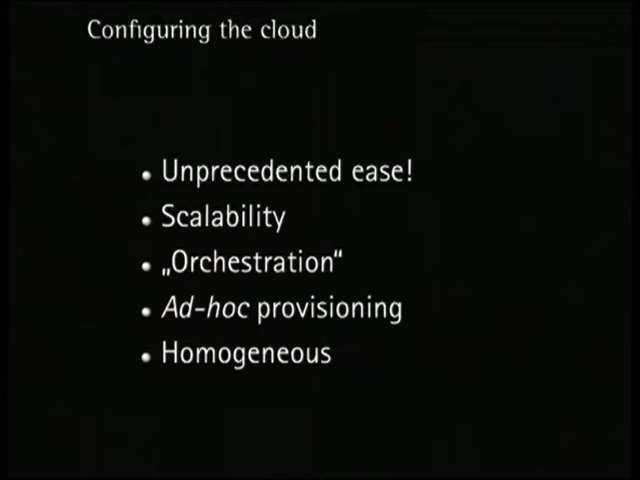 Configuring the cloud
• Unprecedented ease!
• Scalability
• „Orchestration“
• Ad-hoc provisioning
• Homogeneous